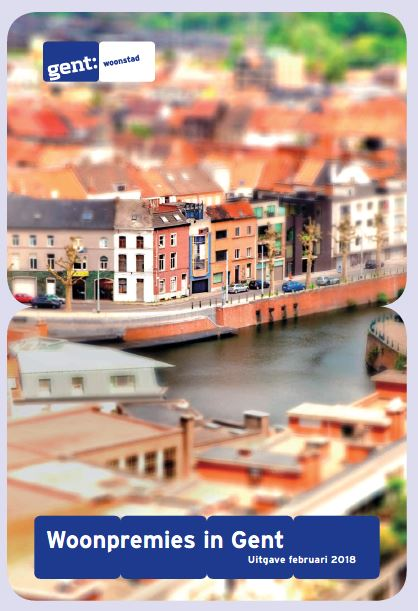 gent: woonstad
Woonpremies in Gent
Uitgave februari 2018